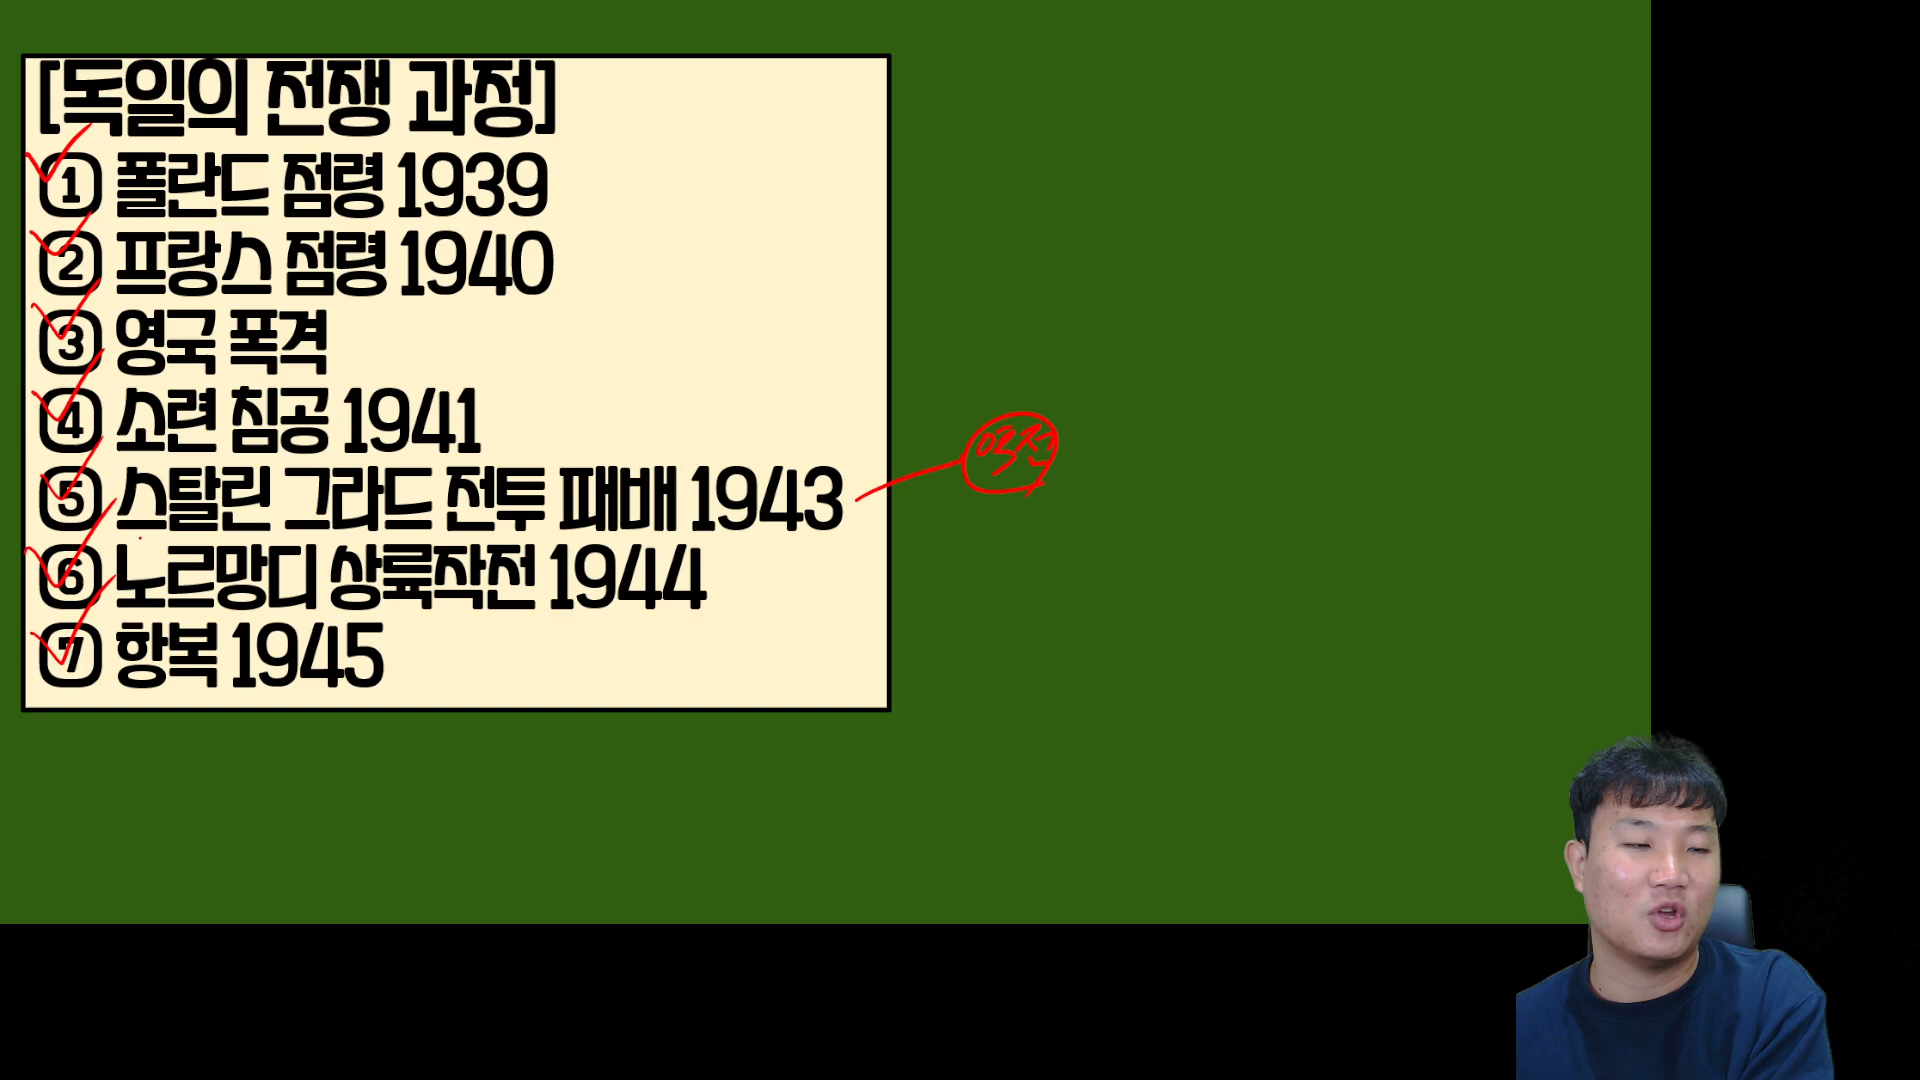 [독일의 전쟁 과정]
① 폴란드 점령 1939
② 프랑스 점령 1940
③ 영국 폭격
④ 소련 침공 1941
⑤ 스탈린 그라드 전투 패배 1943
역전
⑥ 노르망디 상륙작전 1944
⑦ 항복 1945